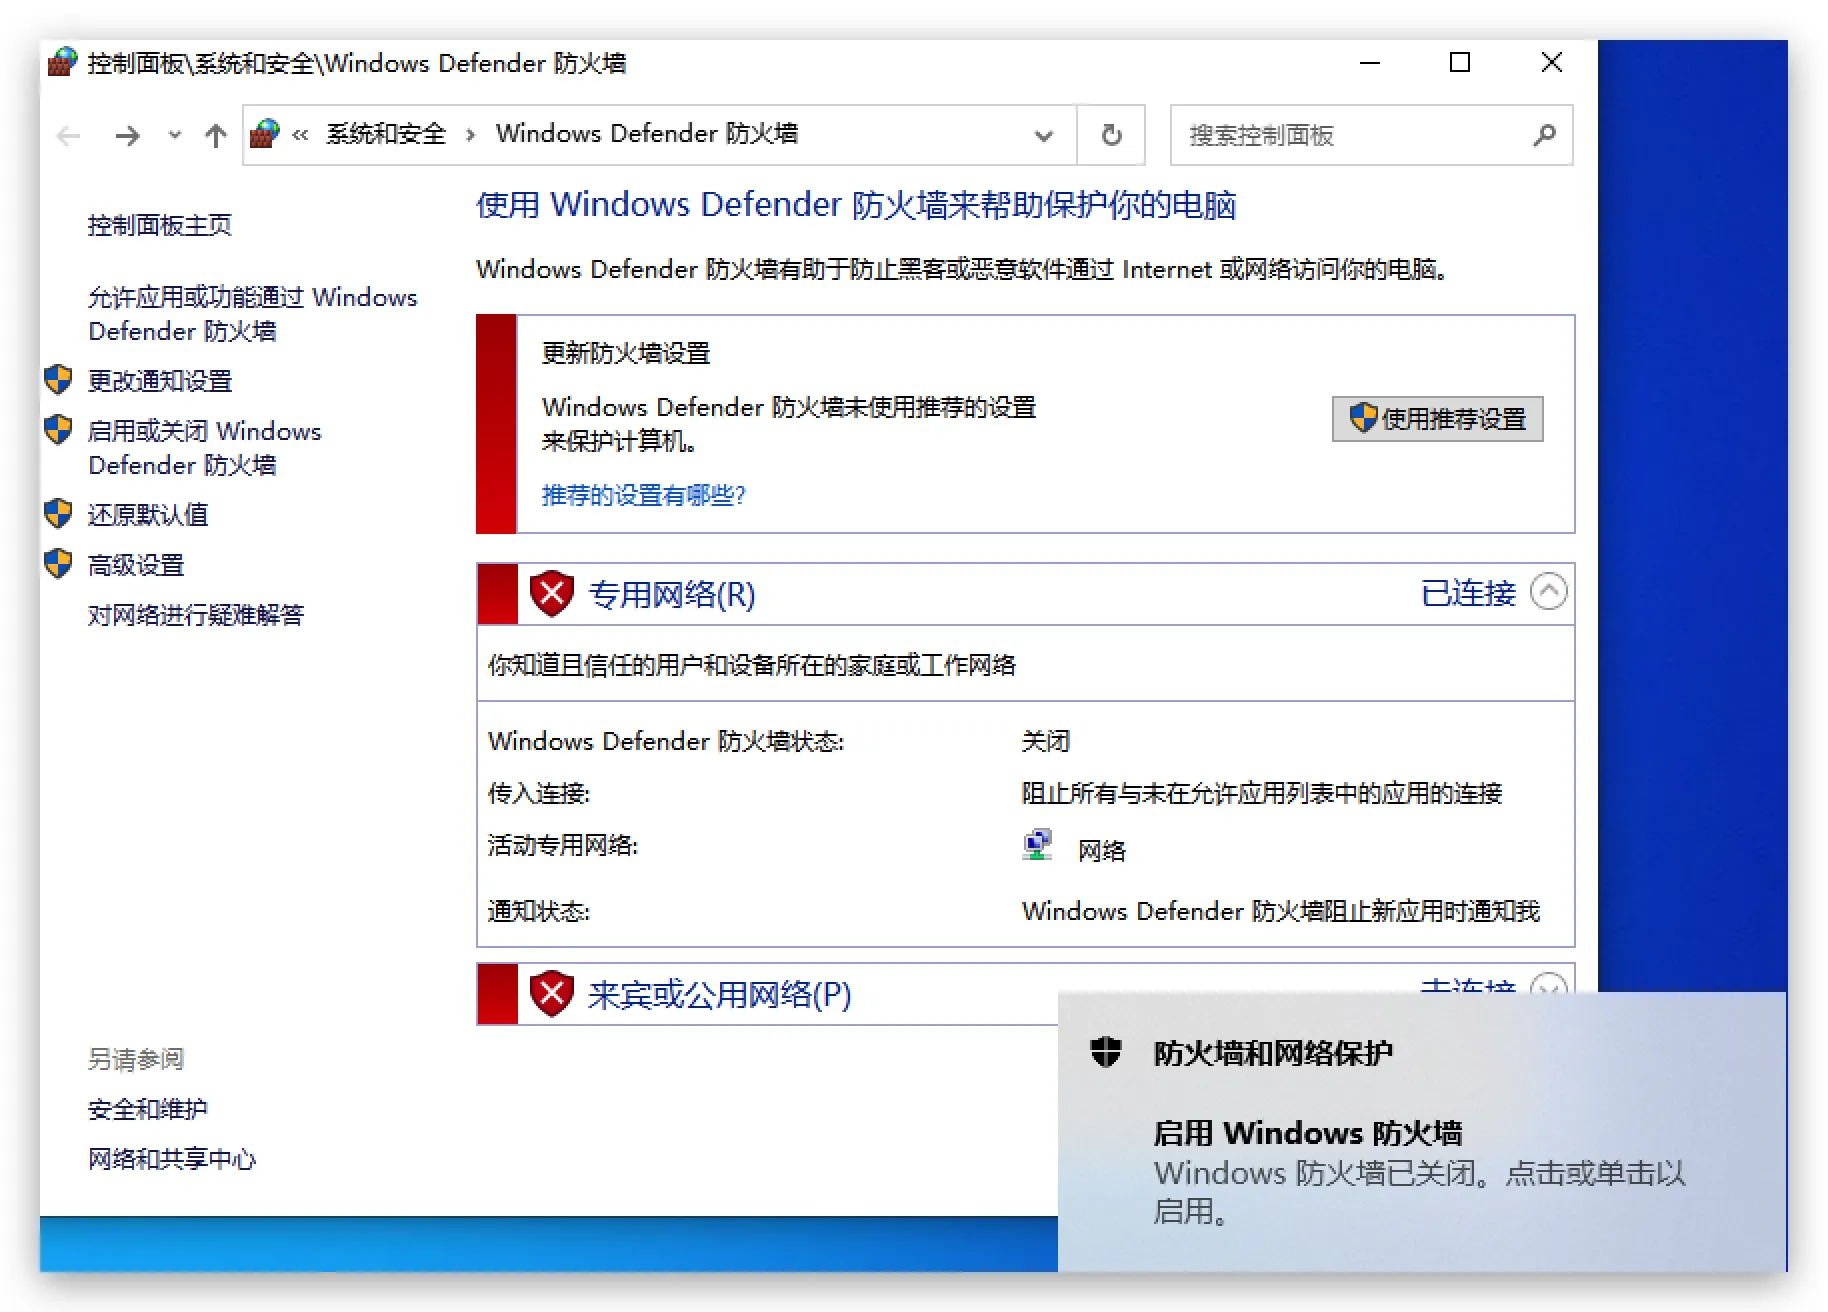 控制面板\系统和安全\Windows Defender 防火墙
« 系统和安全 › Windows Defender 防火墙
搜索控制面板
控制面板主页
允许应用或功能通过 Windows
Defender 防火墙
更改通知设置
启用或关闭 Windows
Defender 防火墙
还原默认值
高级设置
对网络进行疑难解答
另请参阅
安全和维护
网络和共享中心
使用 Windows Defender 防火墙来帮助保护你的电脑
Windows Defender 防火墙有助于防止黑客或恶意软件通过 Internet 或网络访问你的电脑。
更新防火墙设置
Windows Defender 防火墙未使用推荐的设置
来保护计算机。
使用推荐设置
推荐的设置有哪些?
专用网络(R)
已连接
你知道且信任的用户和设备所在的家庭或工作网络
Windows Defender 防火墙状态: 关闭
传入连接: 阻止所有与未在允许应用列表中的应用的连接
活动专用网络: 网络
通知状态: Windows Defender 防火墙阻止新应用时通知我
来宾或公用网络(P)
未连接
防火墙和网络保护
启用 Windows 防火墙
Windows 防火墙已关闭。点击或单击以
启用。